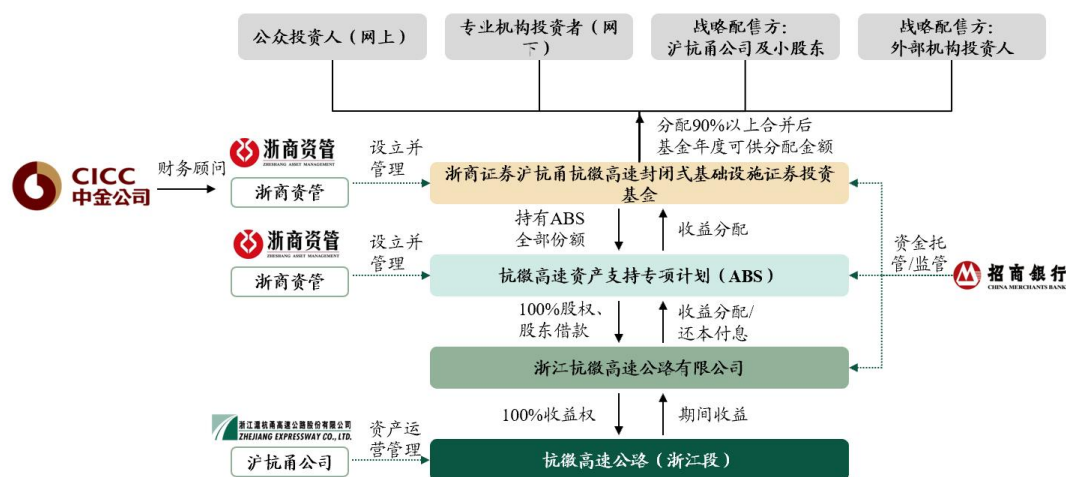 公众投资人（网上）
专业机构投资者（网
下）
战略配售方：
沪杭甬公司及小股东
战略配售方：
外部机构投资人
分配90%以上合并后
基金年度可供分配金额
CICC
中金公司
财务顾问
浙商资管
ZHESHANG ASSET MANAGEMENT
浙商资管
设立并
管理
浙商证券沪杭甬杭徽高速封闭式基础设施证券投资
基金
持有ABS
全部份额
收益分配
浙商资管
ZHESHANG ASSET MANAGEMENT
浙商资管
设立并
管理
杭徽高速资产支持专项计划（ABS）
资金托
管/监管
招商银行
CHINA MERCHANTS BANK
100%股权、
股东借款
收益分配/
还本付息
浙江杭徽高速公路有限公司
100%收益权
期间收益
浙江滬杭甬高速公路股份有限公司
ZHEJIANG EXPRESSWAY CO., LTD.
沪杭甬公司
资产运
营管理
杭徽高速公路（浙江段）